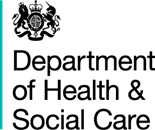 Department
of Health &
Social Care